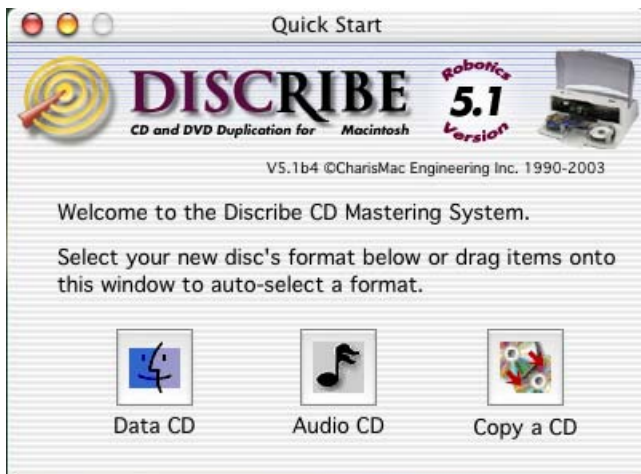 Quick Start
DISCRIBE
CD and DVD Duplication for Macintosh
Robotics
5.1
Version
V5.1b4 ©CharisMac Engineering Inc. 1990-2003
Welcome to the Discribe CD Mastering System.
Select your new disc's format below or drag items onto
this window to auto-select a format.
Data CD
Audio CD
Copy a CD